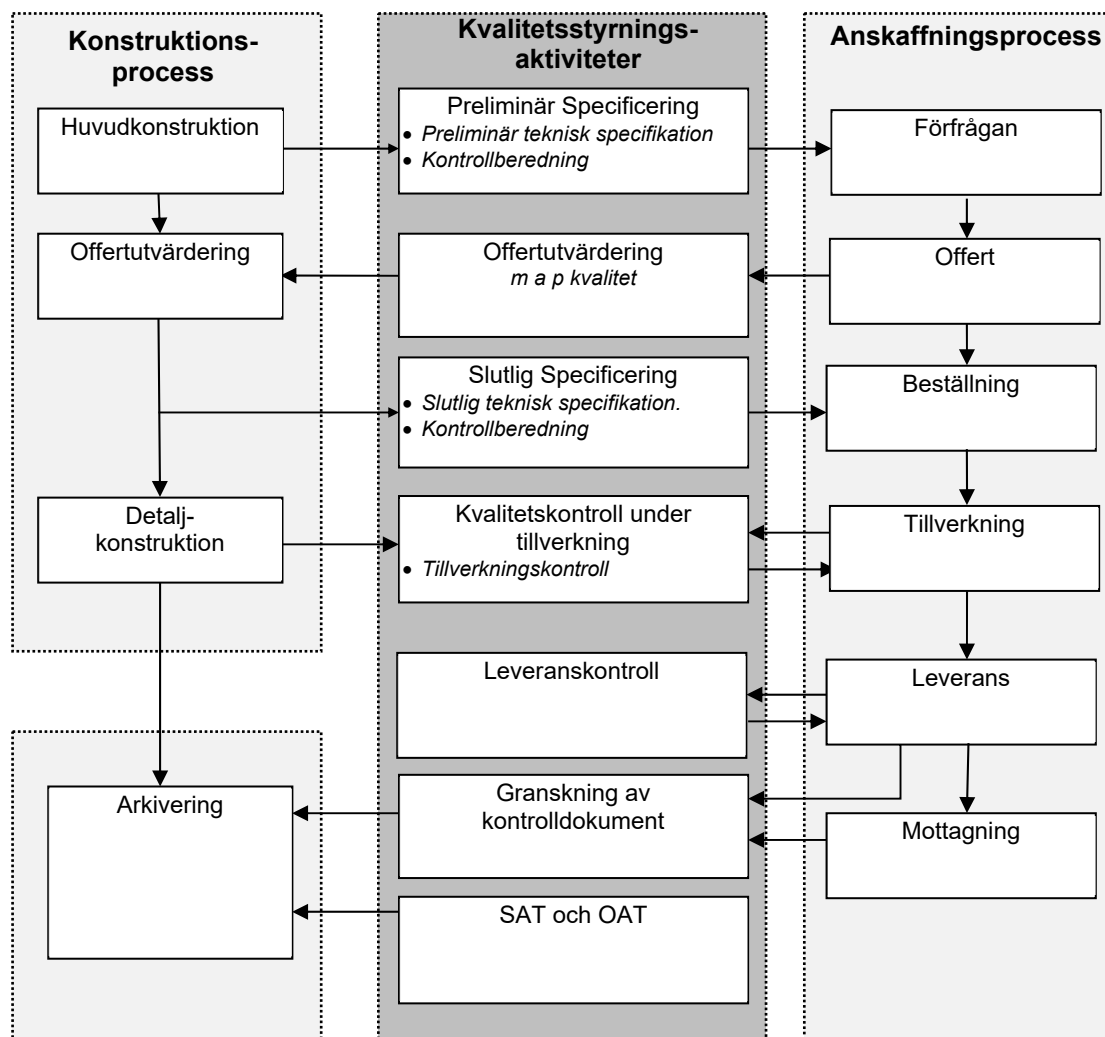 Konstruktions-
process
Huvudkonstruktion
Offertutvärdering
Detalj-
konstruktion
Arkivering
Kvalitetsstyrnings-
aktiviteter
Preliminär Specificering
• Preliminär teknisk specifikation
• Kontrollberedning
Offertutvärdering
m a p kvalitet
Slutlig Specificering
• Slutlig teknisk specifikation.
• Kontrollberedning
Kvalitetskontroll under
tillverkning
• Tillverkningskontroll
Leveranskontroll
Granskning av
kontrolldokument
SAT och OAT
Anskaffningsprocess
Förfrågan
Offert
Beställning
Tillverkning
Leverans
Mottagning